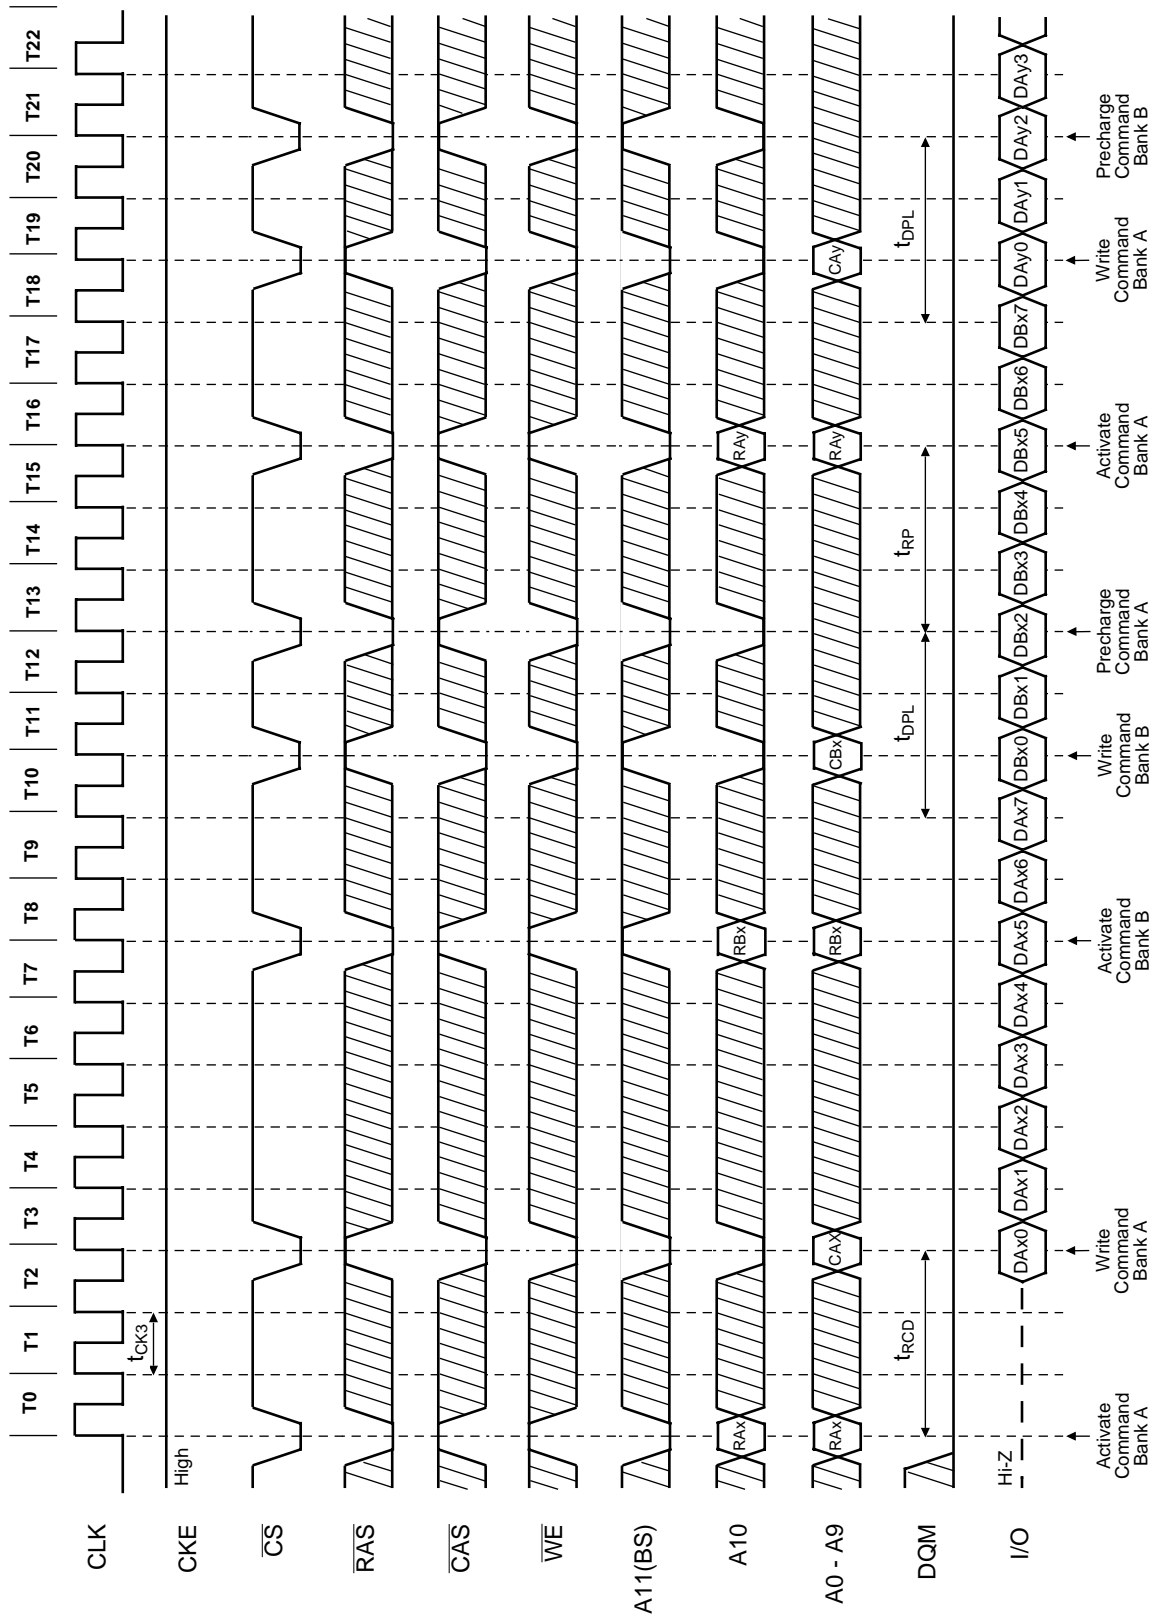 T0 T1 T2 T3 T4 T5 T6 T7 T8 T9 T10 T11 T12 T13 T14 T15 T16 T17 T18 T19 T20 T21 T22
CLK
tCK3
CKE
High
CS
RAS
CAS
WE
A11(BS)
A10
RAx RBx RAy
A0 - A9
RAx CAX RBx CBx RAy CAy
DQM
tRCD tDPL tRP tDPL
I/O
Hi-Z
DAx0 DAx1 DAx2 DAx3 DAx4 DAx5 DAx6 DAx7 DBx0 DBx1 DBx2 DBx3 DBx4 DBx5 DBx6 DBx7 DAy0 DAy1 DAy2 DAy3
Activate
Command
Bank A
Write
Command
Bank A
Activate
Command
Bank B
Write
Command
Bank B
Precharge
Command
Bank A
Activate
Command
Bank A
Write
Command
Bank A
Precharge
Command
Bank B